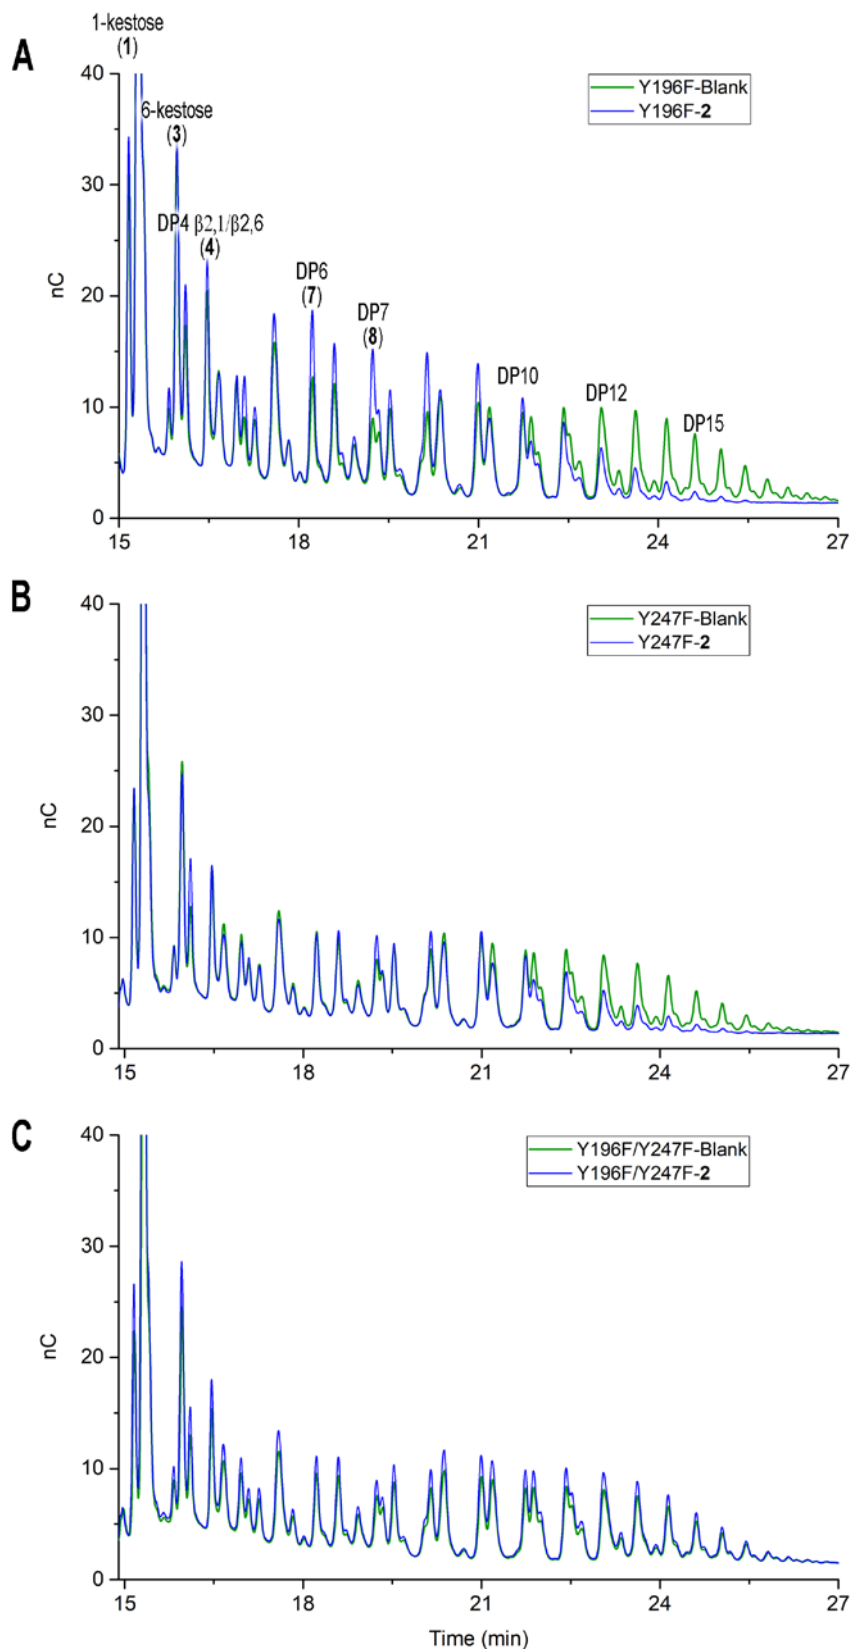 1-kestose
(1)
A
40
30
20
10
0
nC
6-kestose
(3)
DP4 β2,1/β2,6
(4)
DP6
(7)
DP7
(8)
DP10
DP12
DP15
Y196F-Blank
Y196F-2
15
18
21
24
27
B
40
30
20
10
0
nC
Y247F-Blank
Y247F-2
15
18
21
24
27
C
40
30
20
10
0
nC
Y196F/Y247F-Blank
Y196F/Y247F-2
15
18
21
24
27
Time (min)